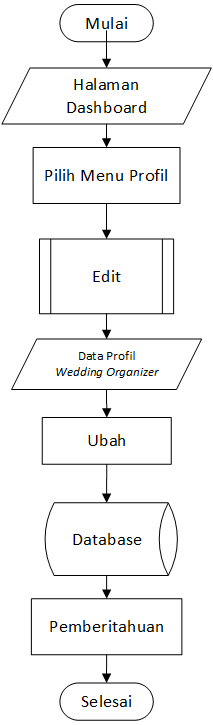 Mulai
Halaman
Dashboard
Pilih Menu Profil
Edit
Data Profil
Wedding Organizer
Ubah
Database
Pemberitahuan
Selesai